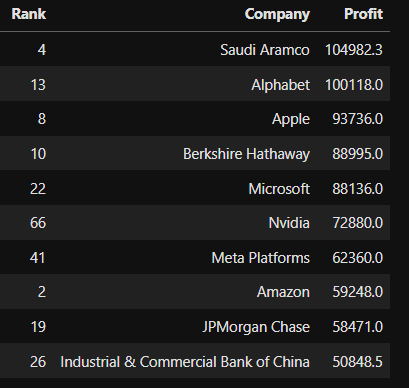 Rank Company Profit
4 Saudi Aramco 104982.3
13 Alphabet 100118.0
8 Apple 93736.0
10 Berkshire Hathaway 88995.0
22 Microsoft 88136.0
66 Nvidia 72880.0
41 Meta Platforms 62360.0
2 Amazon 59248.0
19 JPMorgan Chase 58471.0
26 Industrial & Commercial Bank of China 50848.5